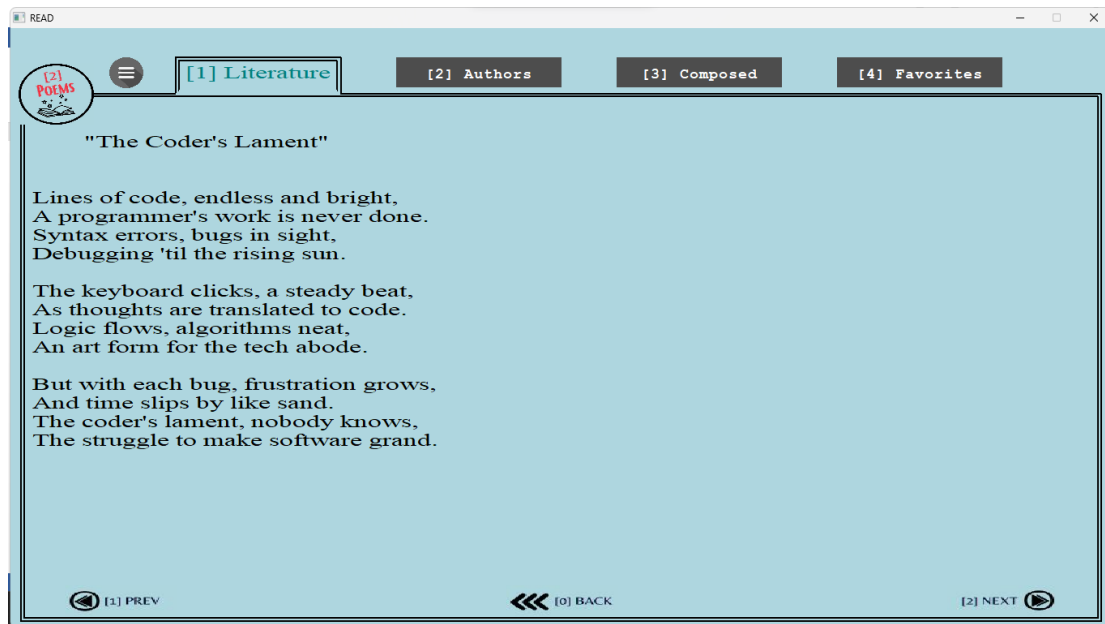 READ
[2]
POEMS
[1] Literature
[2] Authors
[3] Composed
[4] Favorites
"The Coder's Lament"
Lines of code, endless and bright,
A programmer's work is never done.
Syntax errors, bugs in sight,
Debugging 'til the rising sun.
The keyboard clicks, a steady beat,
As thoughts are translated to code.
Logic flows, algorithms neat,
An art form for the tech abode.
But with each bug, frustration grows,
And time slips by like sand.
The coder's lament, nobody knows,
The struggle to make software grand.
[1] PREV
[0] BACK
[2] NEXT